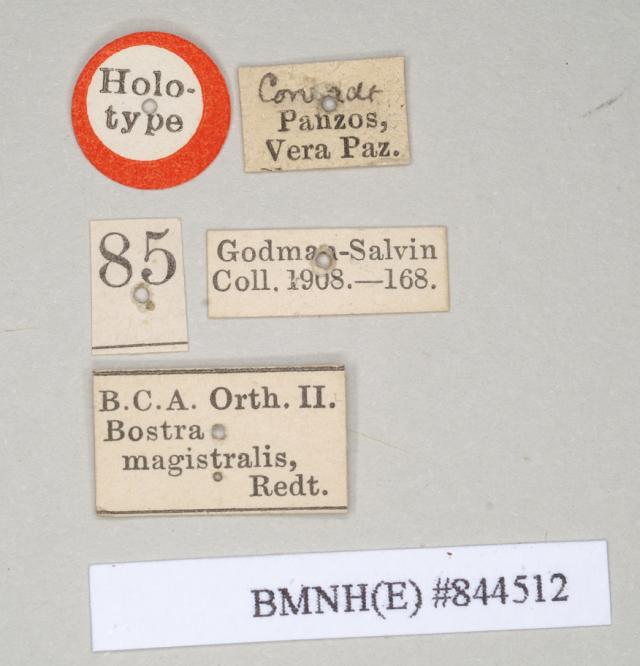 Holo-
type
Conradt
Panzos,
Vera Paz.
85
Godman-Salvin
Coll. 1908.—168.
B.C.A. Orth. II.
Bostra
magistralis,
Redt.
BMNH(E) #844512